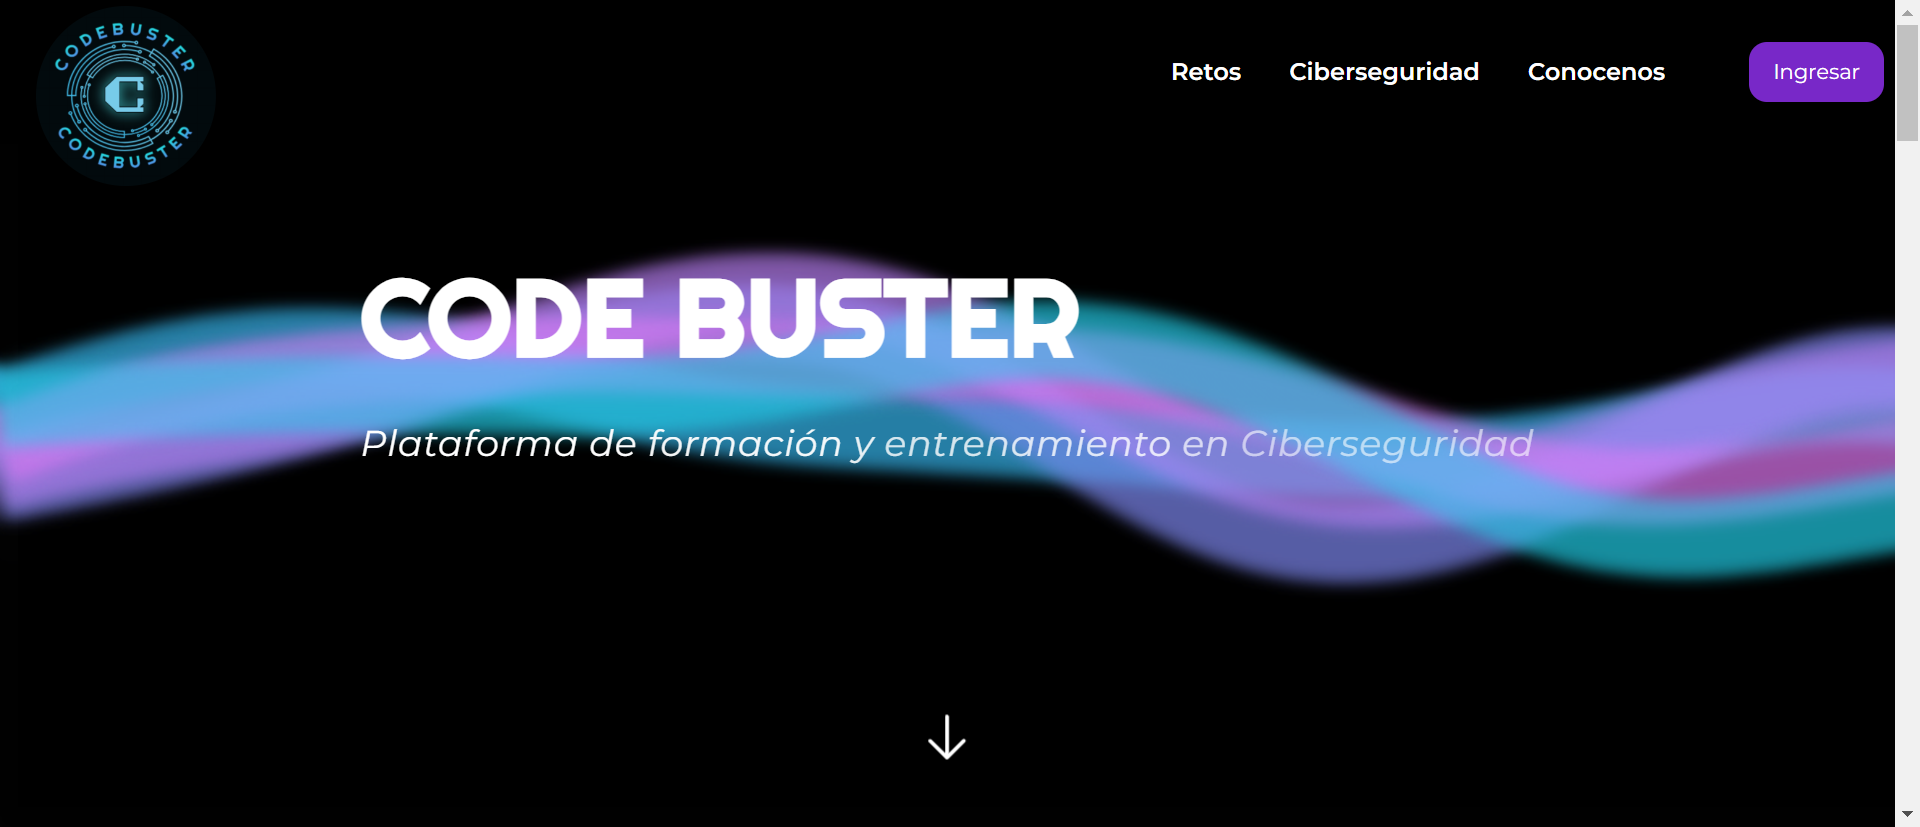 CODEBUSTER
C
CODEBUSTER
Retos
Ciberseguridad
Conocenos
Ingresar
CODE BUSTER
Plataforma de formación y entrenamiento en Ciberseguridad